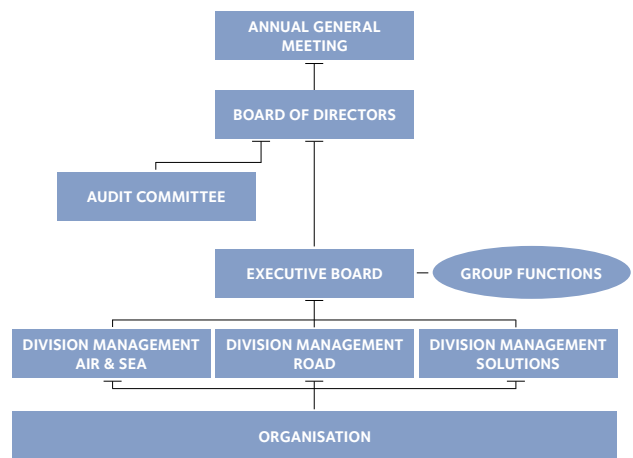 ANNUAL GENERAL
MEETING
BOARD OF DIRECTORS
AUDIT COMMITTEE
EXECUTIVE BOARD
GROUP FUNCTIONS
DIVISION MANAGEMENT
AIR & SEA
DIVISION MANAGEMENT
ROAD
DIVISION MANAGEMENT
SOLUTIONS
ORGANISATION